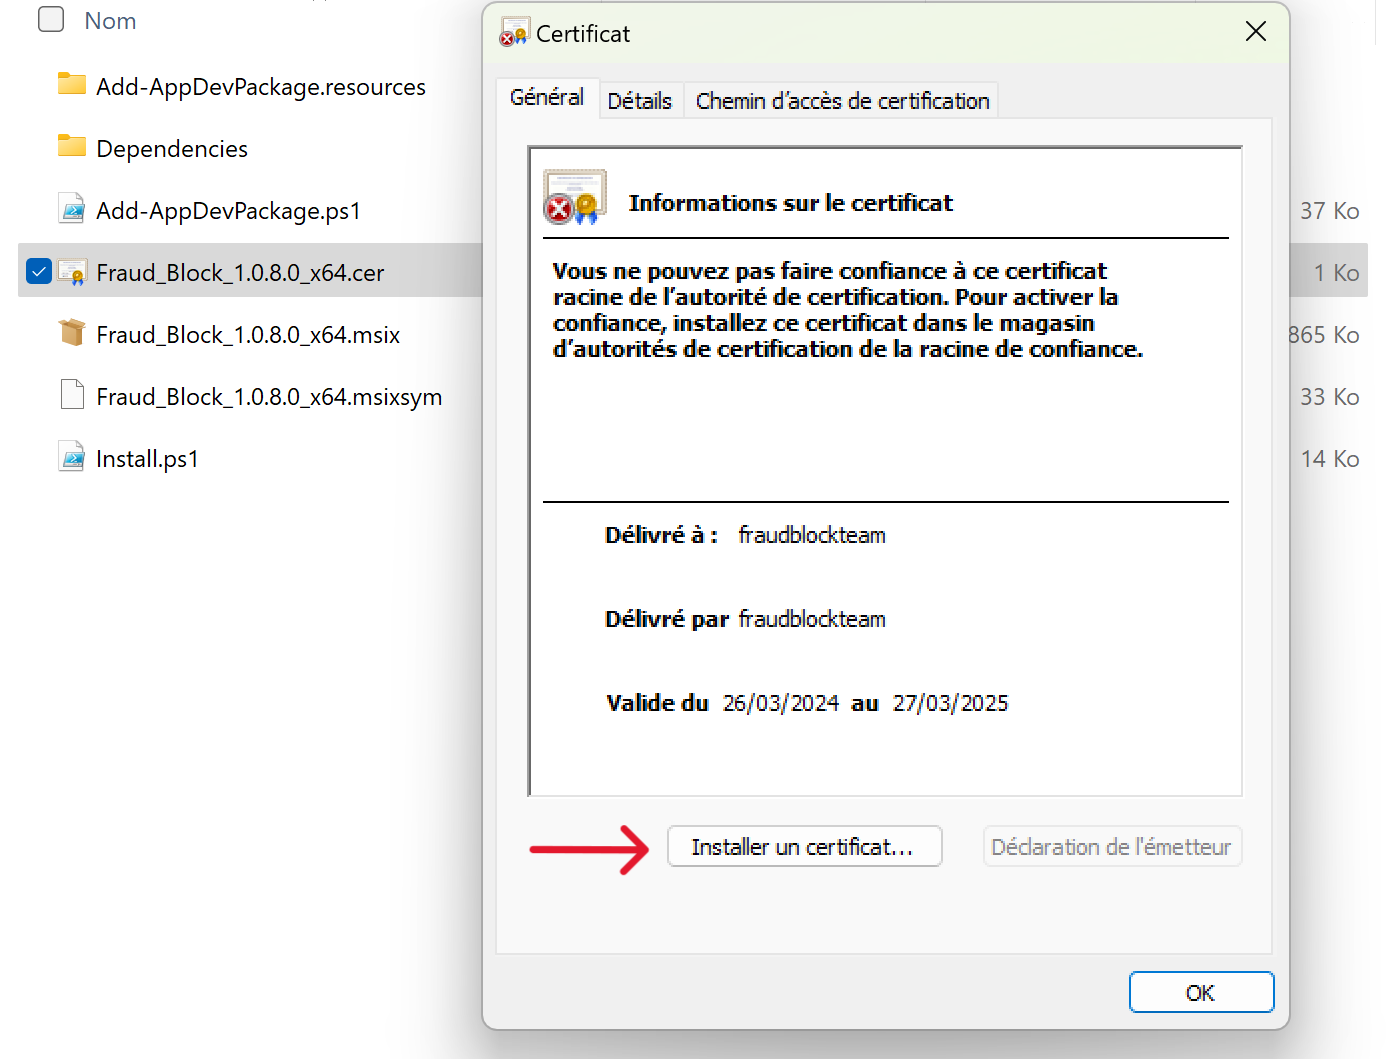 Nom
Add-AppDevPackage.resources
Dependencies
Add-AppDevPackage.ps1
37 Ko
Fraud_Block_1.0.8.0_x64.cer
1 Ko
Fraud_Block_1.0.8.0_x64.msix
865 Ko
Fraud_Block_1.0.8.0_x64.msixsym
33 Ko
Install.ps1
14 Ko
Certificat
Général
Détails
Chemin d’accès de certification
Informations sur le certificat
Vous ne pouvez pas faire confiance à ce certificat
racine de l’autorité de certification. Pour activer la
confiance, installez ce certificat dans le magasin
d’autorités de certification de la racine de confiance.
Délivré à : fraudblockteam
Délivré par fraudblockteam
Valide du 26/03/2024 au 27/03/2025
Installer un certificat...
Déclaration de l'émetteur
OK